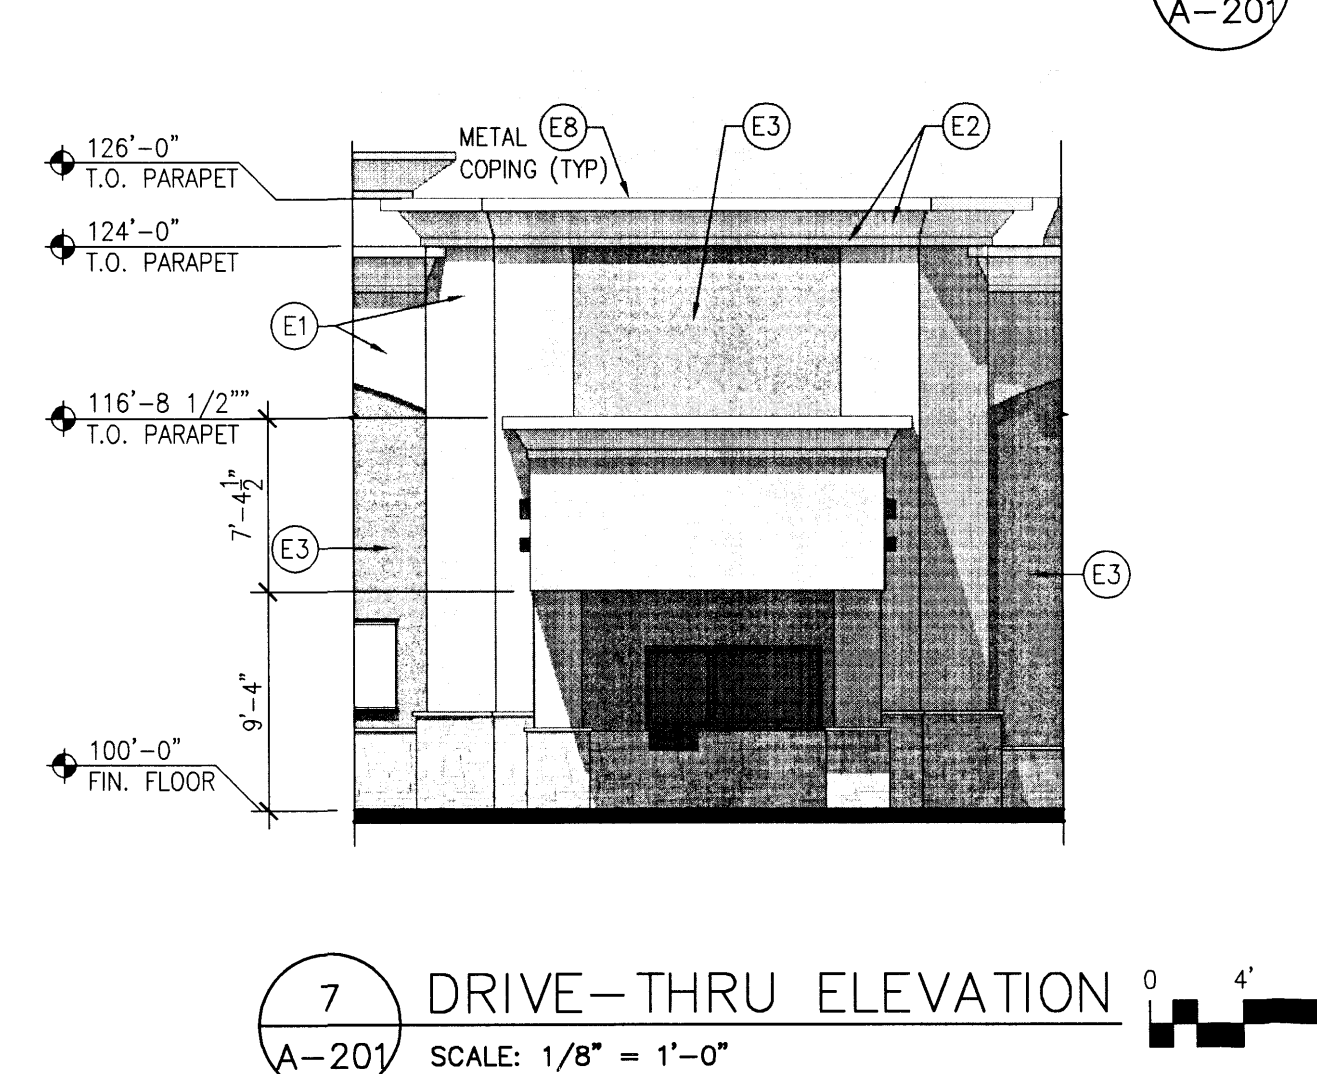 A-201
126'-0"
T.O. PARAPET
METAL
COPING (TYP)
E8
E3
E2
124'-0"
T.O. PARAPET
E1
116'-8 1/2""
T.O. PARAPET
7'-4 1/2"
E3
E3
9'-4"
100'-0"
FIN. FLOOR
7
A-201
DRIVE-THRU ELEVATION
SCALE: 1/8" = 1'-0"
0 4'